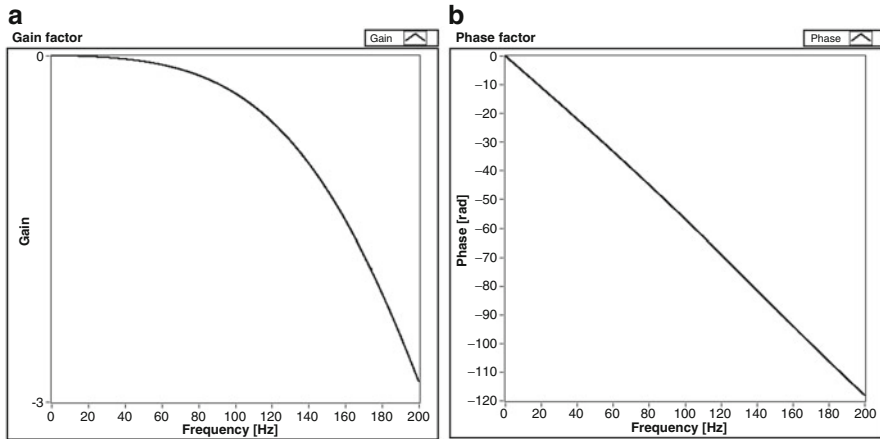 a
Gain factor
Gain
0
-3
Gain
0 20 40 60 80 100 120 140 160 180 200
Frequency [Hz]
b
Phase factor
Phase
0
−10
−20
−30
−40
−50
−60
−70
−80
−90
−100
−110
−120
Phase [rad]
0 20 40 60 80 100 120 140 160 180 200
Frequency [Hz]